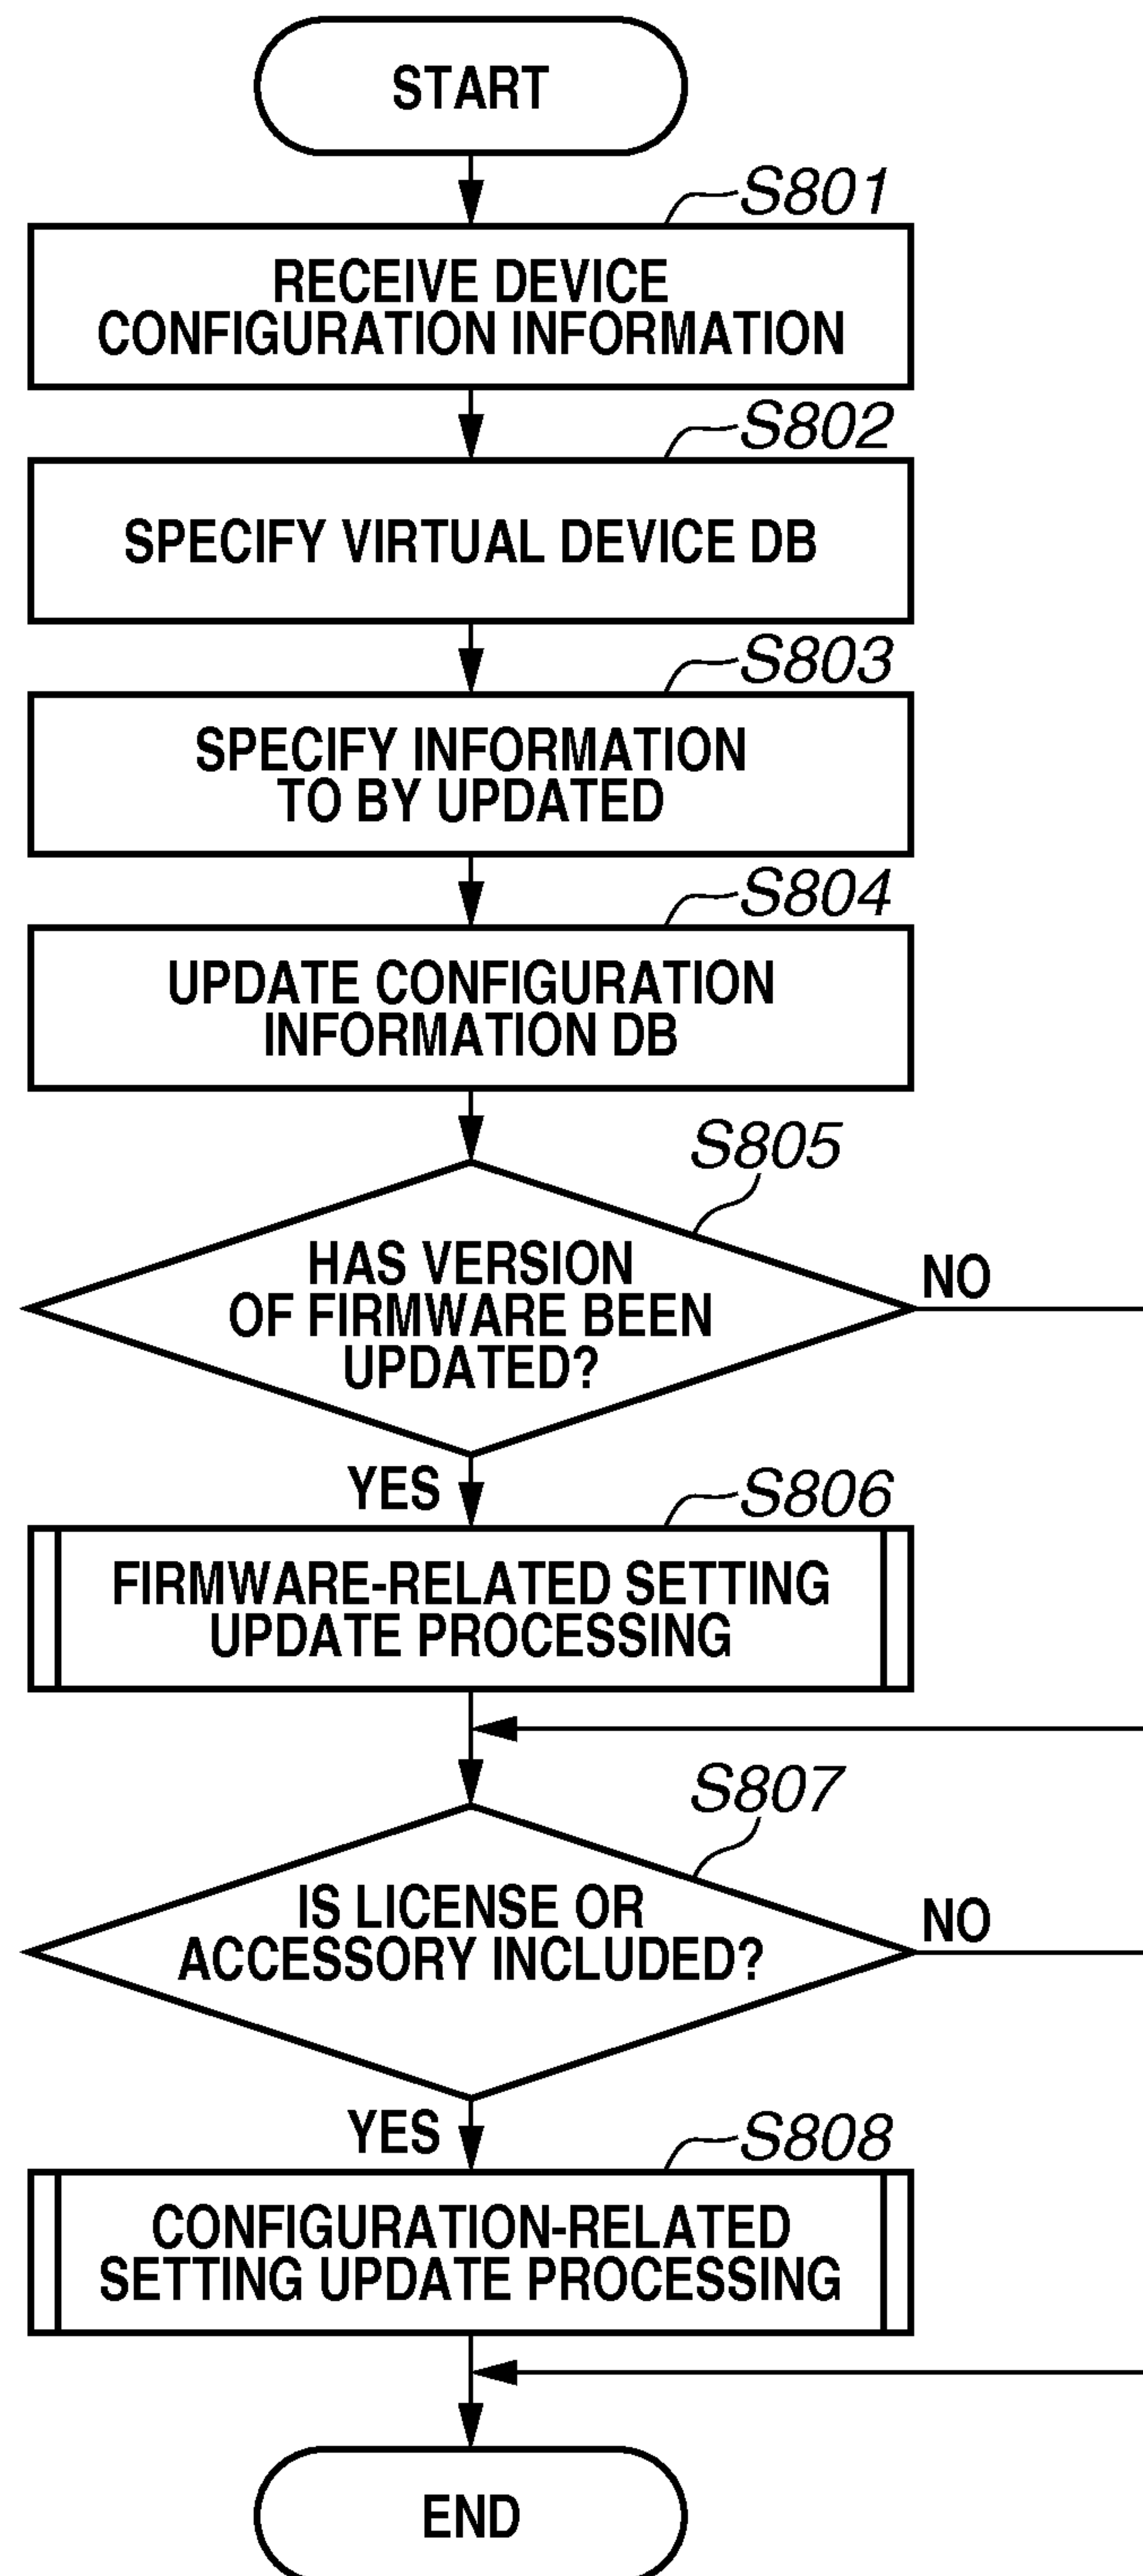 START
S801
RECEIVE DEVICE
CONFIGURATION INFORMATION
S802
SPECIFY VIRTUAL DEVICE DB
S803
SPECIFY INFORMATION
TO BY UPDATED
S804
UPDATE CONFIGURATION
INFORMATION DB
S805
HAS VERSION
OF FIRMWARE BEEN
UPDATED?
NO
YES
S806
FIRMWARE-RELATED SETTING
UPDATE PROCESSING
S807
IS LICENSE OR
ACCESSORY INCLUDED?
NO
YES
S808
CONFIGURATION-RELATED
SETTING UPDATE PROCESSING
END